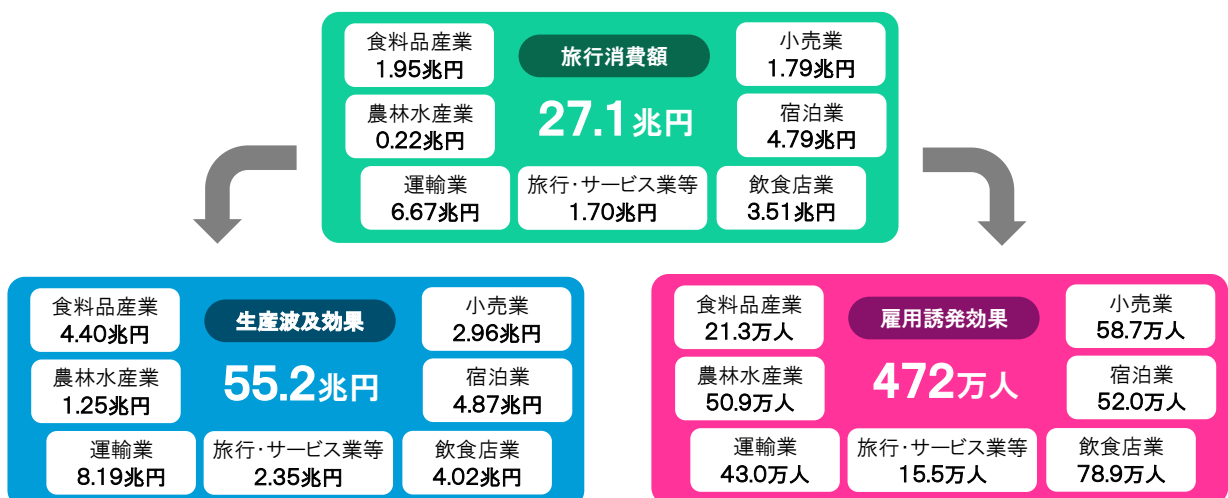 食料品産業
1.95兆円
旅行消費額
小売業
1.79兆円
農林水産業
0.22兆円
27.1兆円
宿泊業
4.79兆円
運輸業
6.67兆円
旅行・サービス業等
1.70兆円
飲食店業
3.51兆円
食料品産業
4.40兆円
生産波及効果
小売業
2.96兆円
農林水産業
1.25兆円
55.2兆円
宿泊業
4.87兆円
運輸業
8.19兆円
旅行・サービス業等
2.35兆円
飲食店業
4.02兆円
食料品産業
21.3万人
雇用誘発効果
小売業
58.7万人
農林水産業
50.9万人
472万人
宿泊業
52.0万人
運輸業
43.0万人
旅行・サービス業等
15.5万人
飲食店業
78.9万人